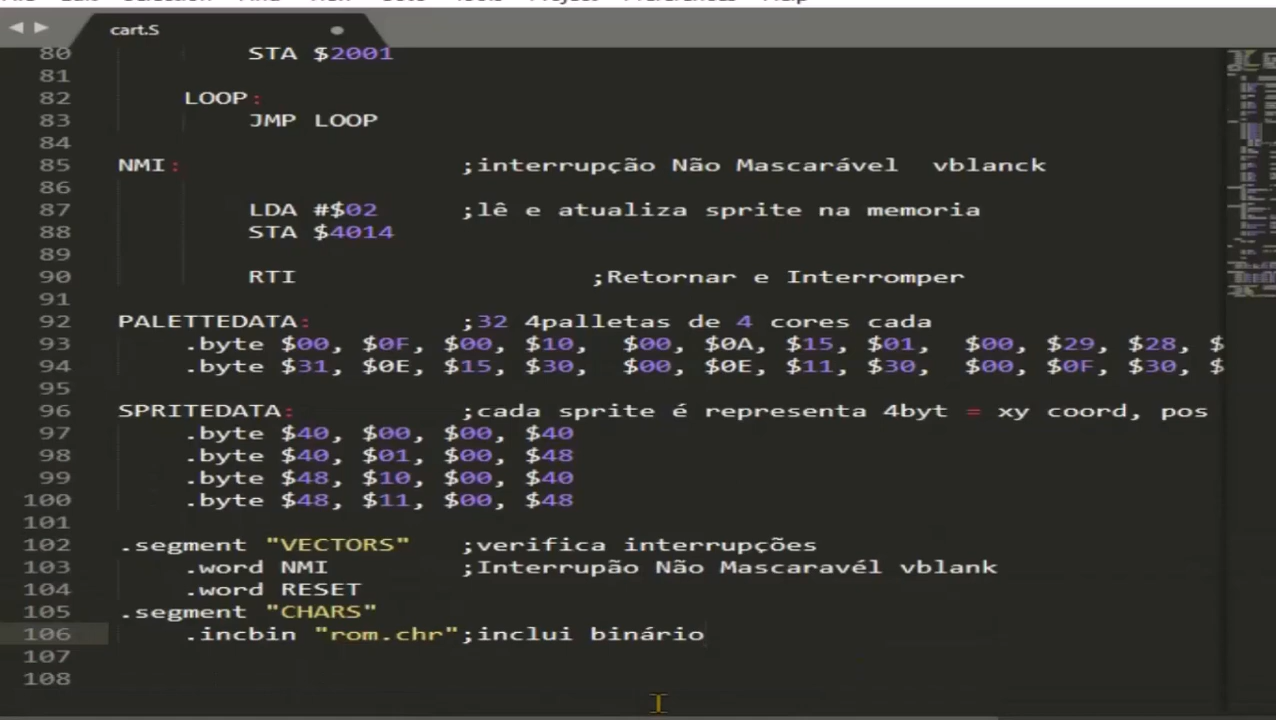 cart.S
80 STA $2001
81
82 LOOP:
83 JMP LOOP
84
85 NMI: ;interrupção Não Mascarável vblanck
86
87 LDA #$02 ;lê e atualiza sprite na memoria
88 STA $4014
89
90 RTI ;Retornar e Interromper
91
92 PALETTEDATA: ;32 4palletas de 4 cores cada
93 .byte $00, $0F, $00, $10, $00, $0A, $15, $01, $00, $29, $28, $
94 .byte $31, $0E, $15, $30, $00, $0E, $11, $30, $00, $0F, $30, $
95
96 SPRITEDATA: ;cada sprite é representa 4byt = xy coord, pos
97 .byte $40, $00, $00, $40
98 .byte $40, $01, $00, $48
99 .byte $48, $10, $00, $40
100 .byte $48, $11, $00, $48
101
102 .segment "VECTORS" ;verifica interrupções
103 .word NMI ;Interrupão Não Mascaravél vblank
104 .word RESET
105 .segment "CHARS"
106 .incbin "rom.chr";inclui binário
107
108